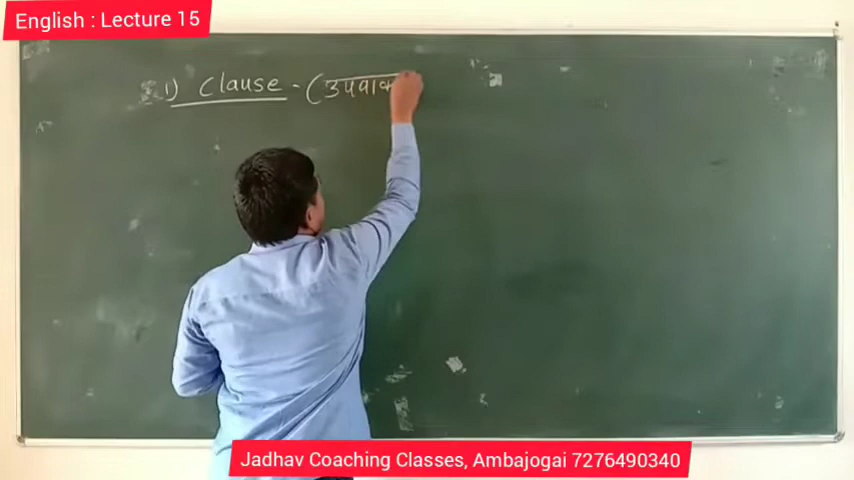 English : Lecture 15
1) Clause - (उपवाक
Jadhav Coaching Classes, Ambajogai 7276490340